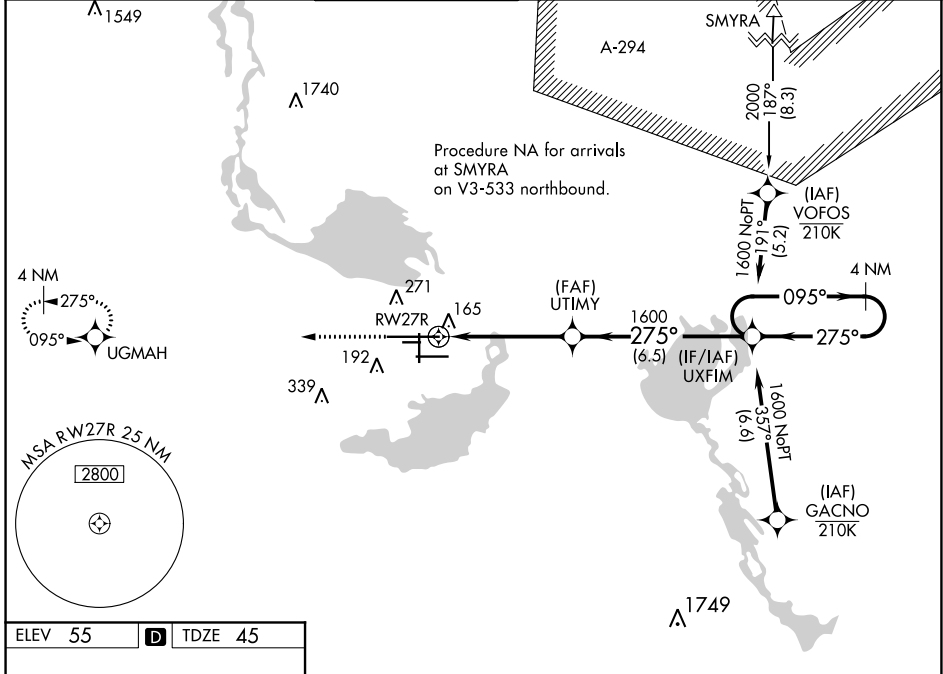 1549
SMYRA
A-294
1740
2000
187°
(8.3)
Procedure NA for arrivals
at SMYRA
on V3-533 northbound.
(IAF)
VOFOS
210K
1600 NoPT
191°
(5.2)
4 NM
275°
095°
UGMAH
271
RW27R
165
192
339
(FAF)
UTIMY
1600
275°
(6.5)
4 NM
095°
275°
(IF/IAF)
UXFIM
1600 NoPT
357°
(6.6)
(IAF)
GACNO
210K
MSA RW27R 25 NM
2800
1749
ELEV 55 D TDZE 45